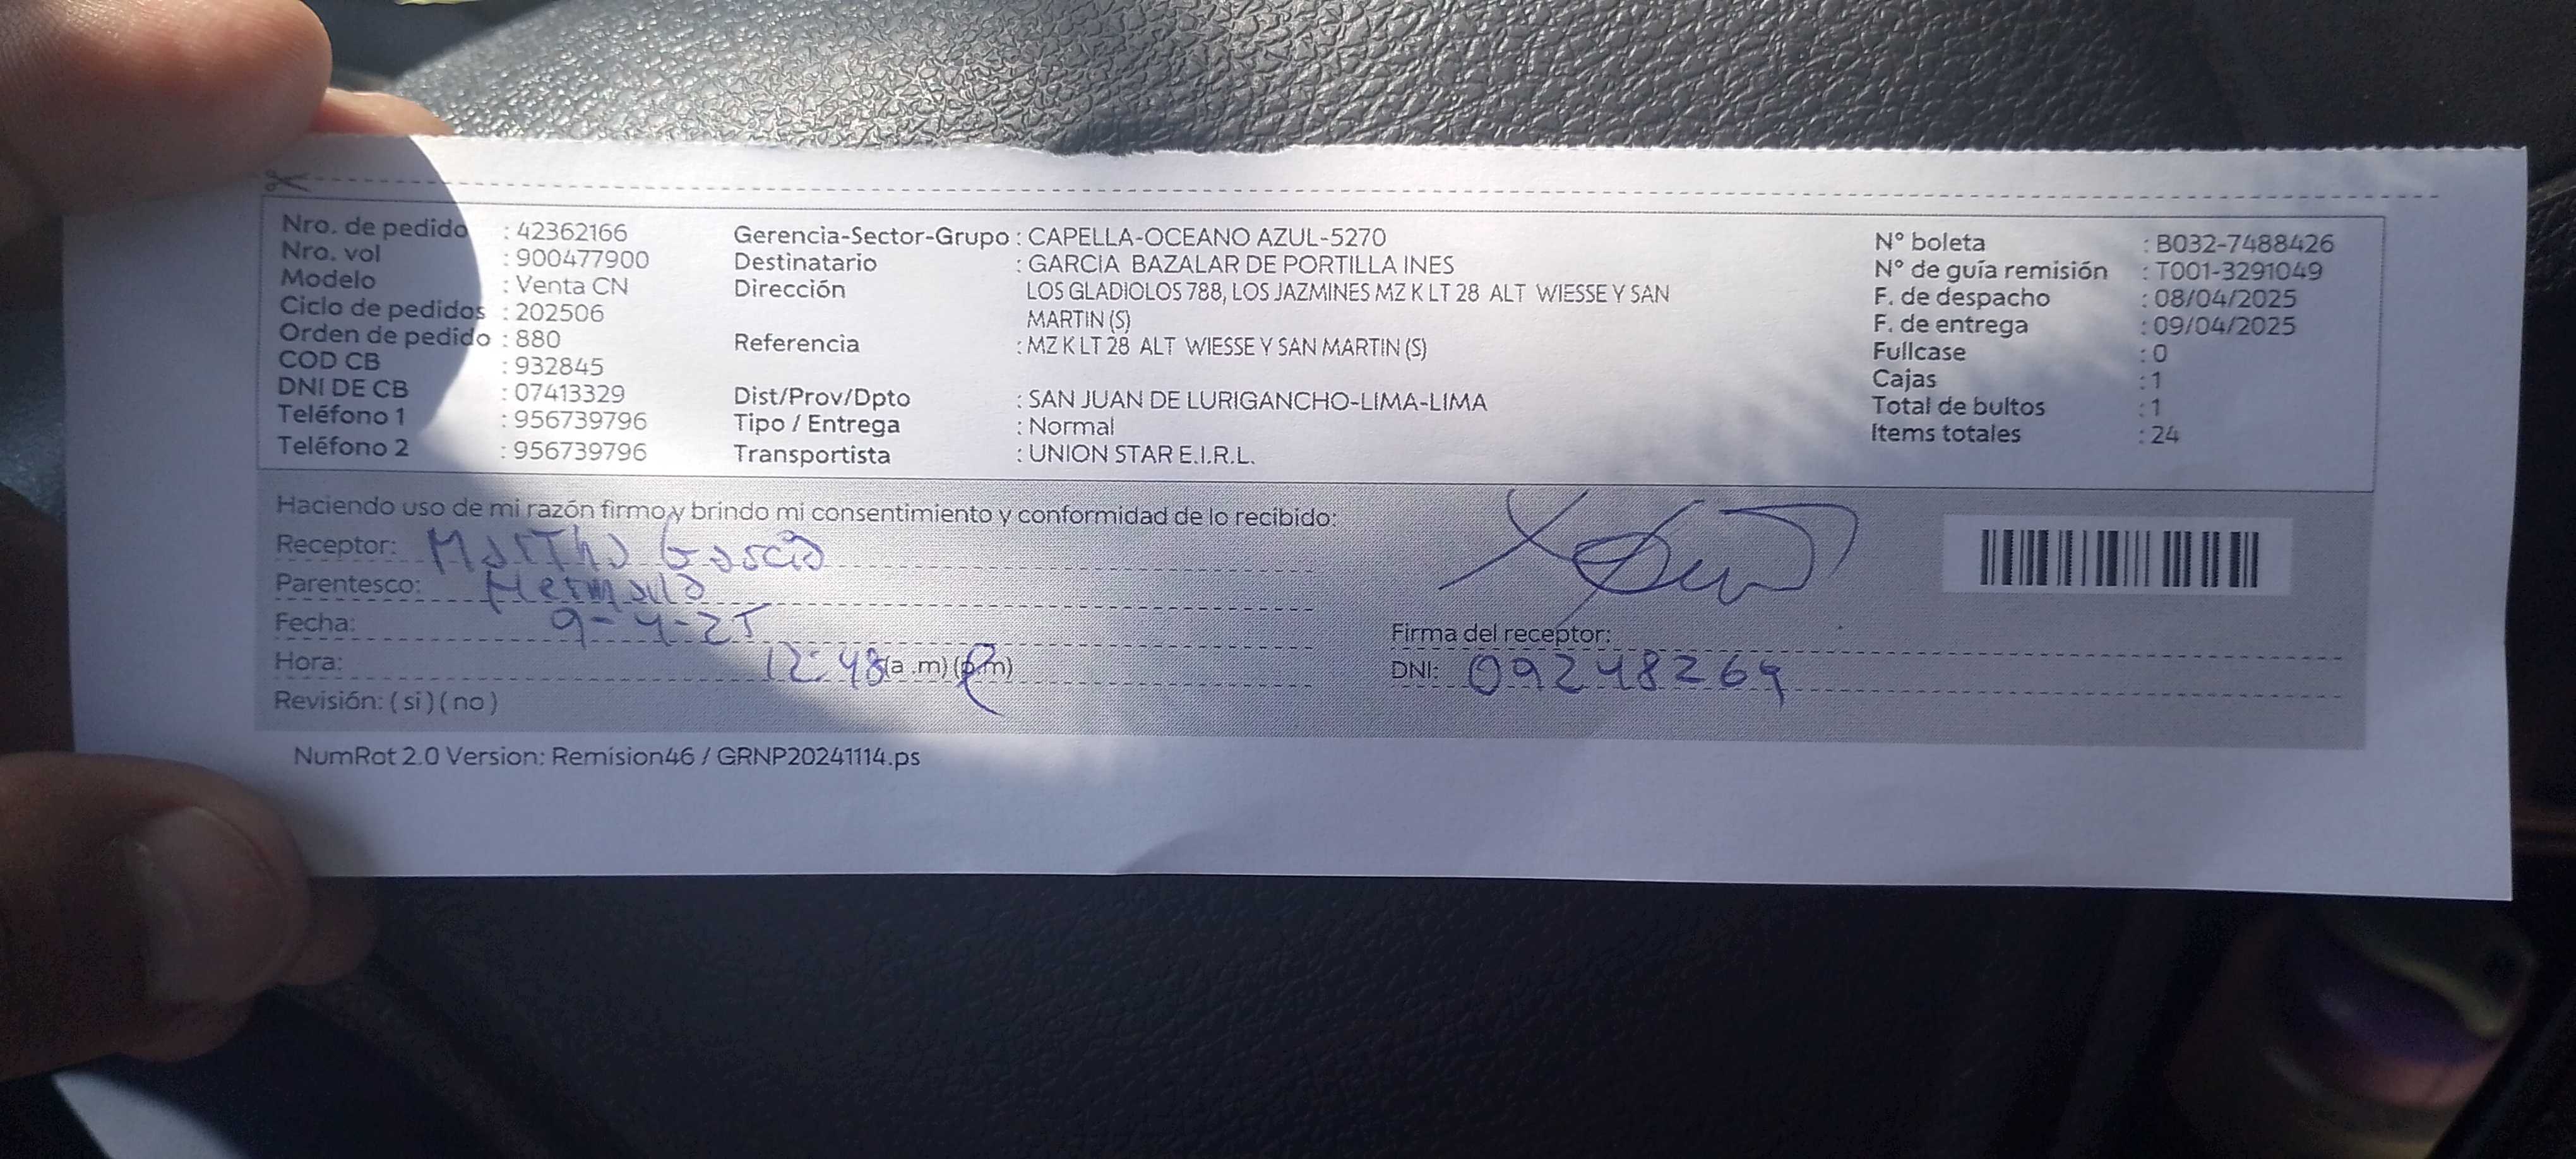 Nro. de pedido : 42362166
Nro. vol : 900477900
Modelo : Venta CN
Ciclo de pedidos : 202506
Orden de pedido : 880
COD CB : 932845
DNI DE CB : 07413329
Teléfono 1 : 956739796
Teléfono 2 : 956739796
Gerencia-Sector-Grupo : CAPELLA-OCEANO AZUL-5270
Destinatario : GARCIA BAZALAR DE PORTILLA INES
Dirección LOS GLADIOLOS 788, LOS JAZMINES MZ K LT 28 ALT WIESSE Y SAN
MARTIN (S)
Referencia : MZ K LT 28 ALT WIESSE Y SAN MARTIN (S)
Dist/Prov/Dpto : SAN JUAN DE LURIGANCHO-LIMA-LIMA
Tipo / Entrega : Normal
Transportista : UNION STAR E.I.R.L.
N° boleta : B032-7488426
N° de guía remisión : T001-3291049
F. de despacho : 08/04/2025
F. de entrega : 09/04/2025
Fullcase : 0
Cajas : 1
Total de bultos : 1
Items totales : 24
Haciendo uso de mi razón firmo y brindo mi consentimiento y conformidad de lo recibido:
Receptor: Martha Garcia
Parentesco: Hermana
Fecha: 9-4-25
Hora: 12:48 (a .m) (p.m)
Revisión: ( si ) ( no )
Firma del receptor:
DNI: 09248269
NumRot 2.0 Version: Remision46 / GRNP20241114.ps